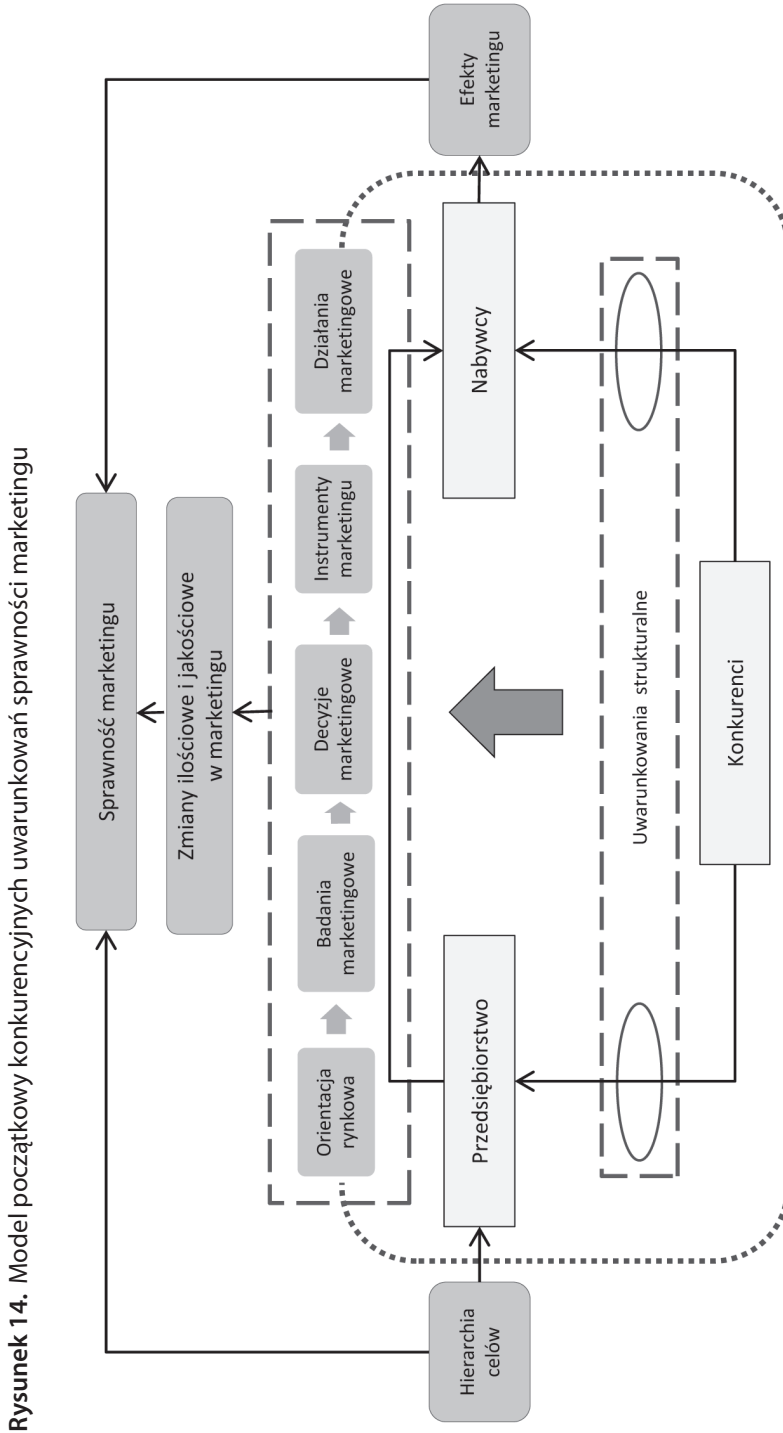 Rysunek 14. Model początkowy konkurencyjnych uwarunkowań sprawności marketingu
Sprawność marketingu
Zmiany ilościowe i jakościowe
w marketingu
Orientacja
rynkowa
Badania
marketingowe
Decyzje
marketingowe
Instrumenty
marketingu
Działania
marketingowe
Hierarchia
celów
Przedsiębiorstwo
Nabywcy
Efekty
marketingu
Uwarunkowania strukturalne
Konkurenci